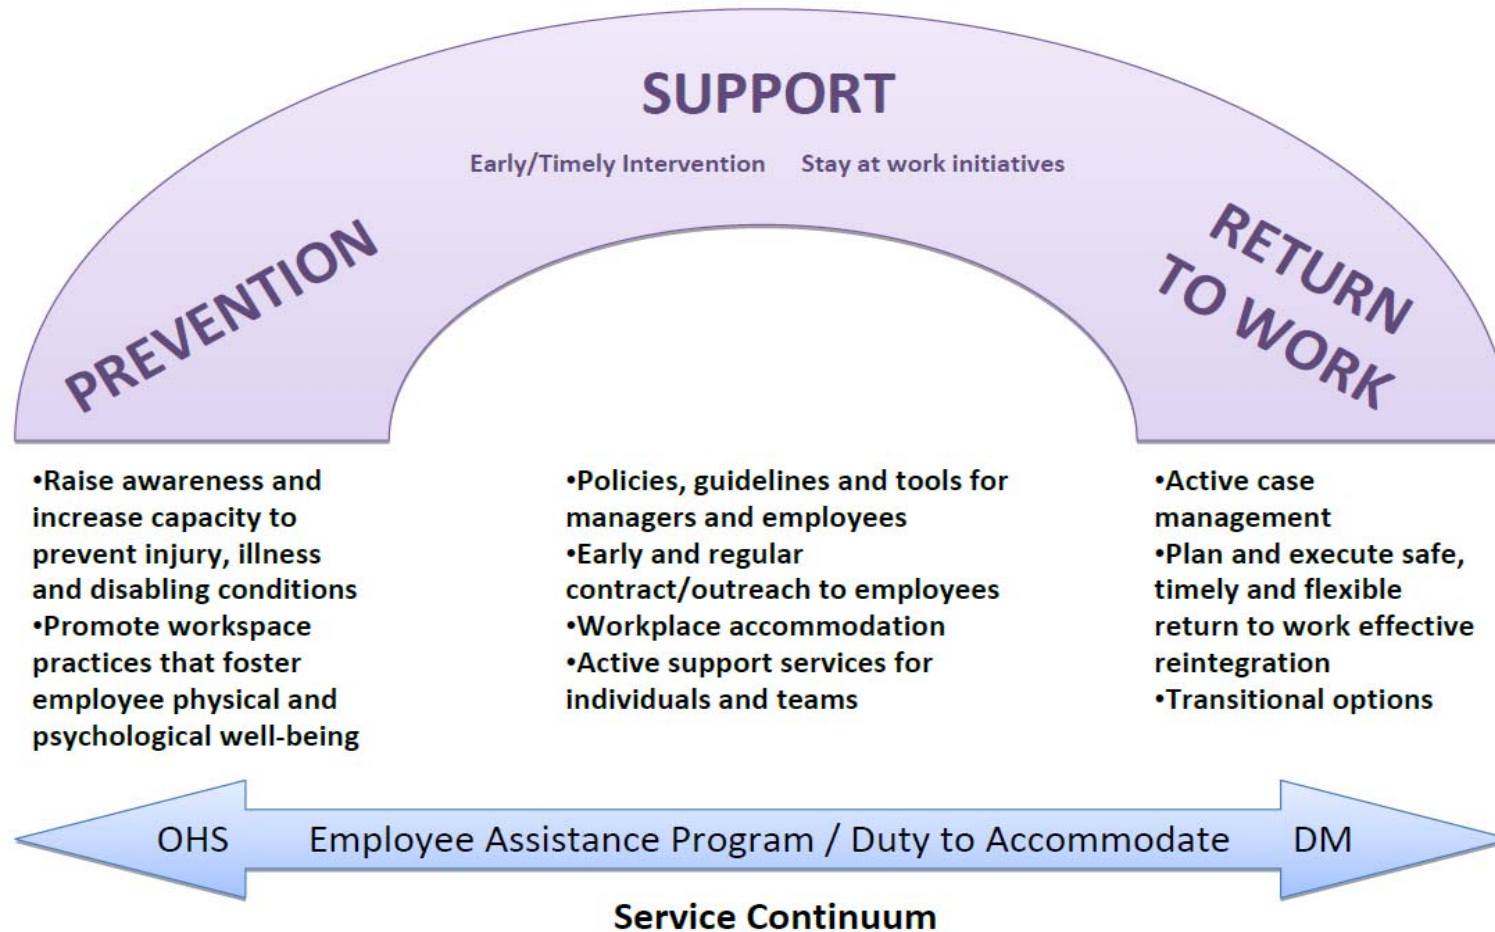 SUPPORT
Early/Timely Intervention Stay at work initiatives
PREVENTION
RETURN
TO WORK
•Raise awareness and
increase capacity to
prevent injury, illness
and disabling conditions
•Promote workspace
practices that foster
employee physical and
psychological well-being
•Policies, guidelines and tools for
managers and employees
•Early and regular
contract/outreach to employees
•Workplace accommodation
•Active support services for
individuals and teams
•Active case
management
•Plan and execute safe,
timely and flexible
return to work effective
reintegration
•Transitional options
OHS Employee Assistance Program / Duty to Accommodate DM
Service Continuum